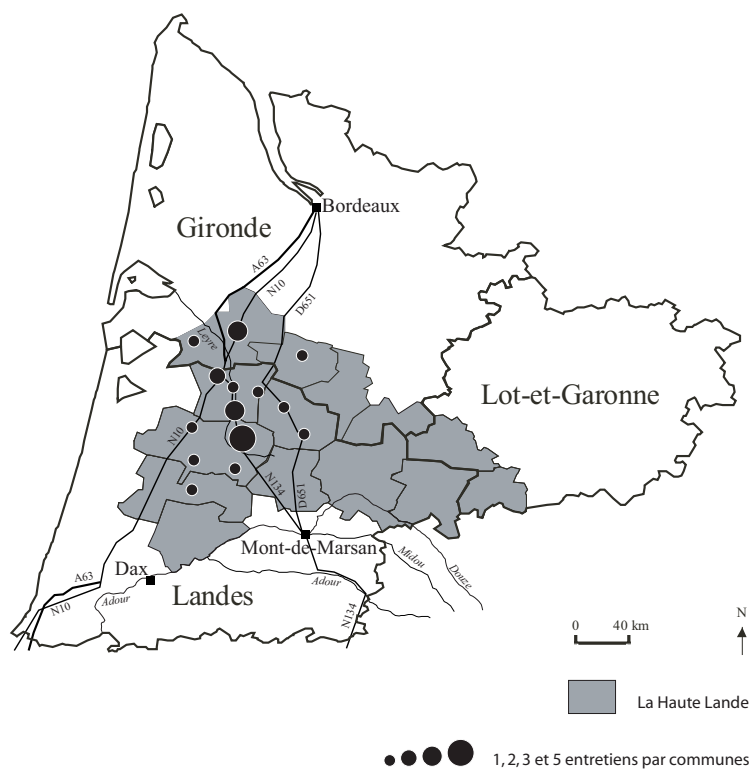 Gironde
Bordeaux
A63
N10
D651
Leyre
Lot-et-Garonne
N10
N134
D651
Mont-de-Marsan
Midou
Douze
Dax
A63
N10
Adour
Landes
Adour
N134
0 40 km
N
La Haute Lande
1, 2, 3 et 5 entretiens par communes